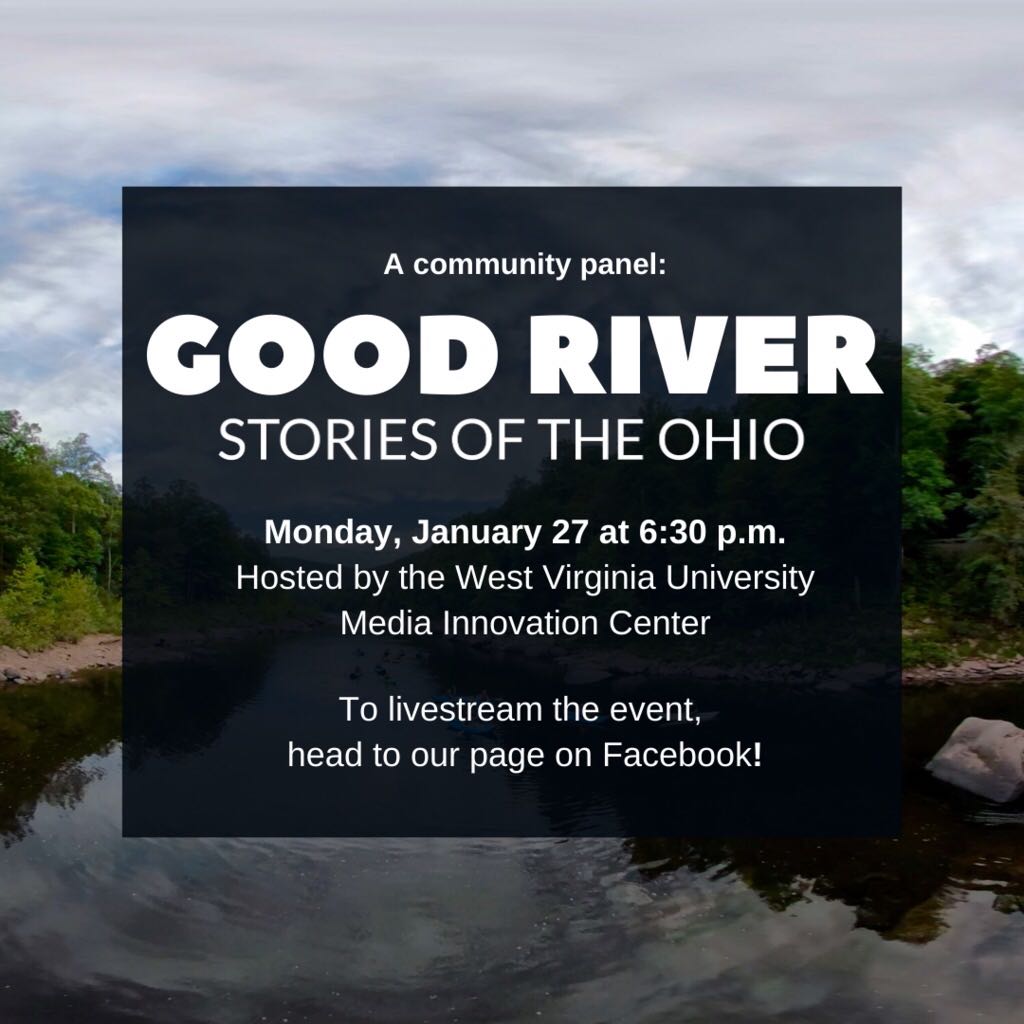 A community panel:
GOOD RIVER
STORIES OF THE OHIO
Monday, January 27 at 6:30 p.m.
Hosted by the West Virginia University
Media Innovation Center
To livestream the event,
head to our page on Facebook!